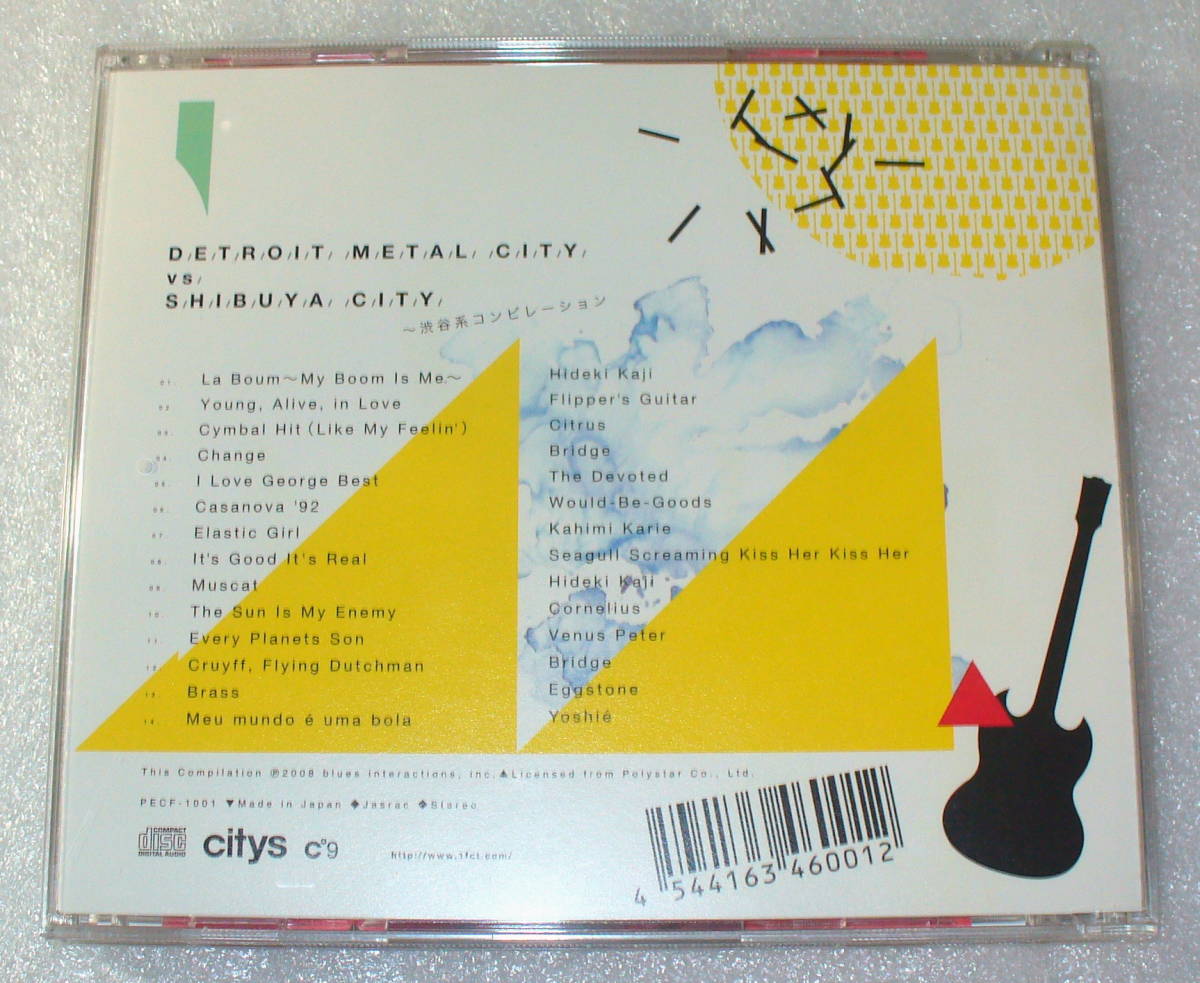 DETROIT METAL CITY
vs
SHIBUYA CITY
～渋谷系コンピレーション
01. La Boum～My Boom Is Me～ Hideki Kaji
02. Young, Alive, in Love Flipper's Guitar
03. Cymbal Hit (Like My Feelin') Citrus
04. Change Bridge
05. I Love George Best The Devoted
06. Casanova '92 Would-Be-Goods
07. Elastic Girl Kahimi Karie
08. It's Good It's Real Seagull Screaming Kiss Her Kiss Her
09. Muscat Hideki Kaji
10. The Sun Is My Enemy Cornelius
11. Every Planets Son Venus Peter
12. Cruyff, Flying Dutchman Bridge
13. Brass Eggstone
14. Meu mundo é uma bola Yoshié
This Compilation ℗2008 blues interactions, inc.▲Licensed from Polystar Co., Ltd.
PECF-1001 ▼Made in Japan ◆Jasrac ◆Stereo
COMPACT disc DIGITAL AUDIO
citys c°9
http://www.1fct.com/
4 544163 460012